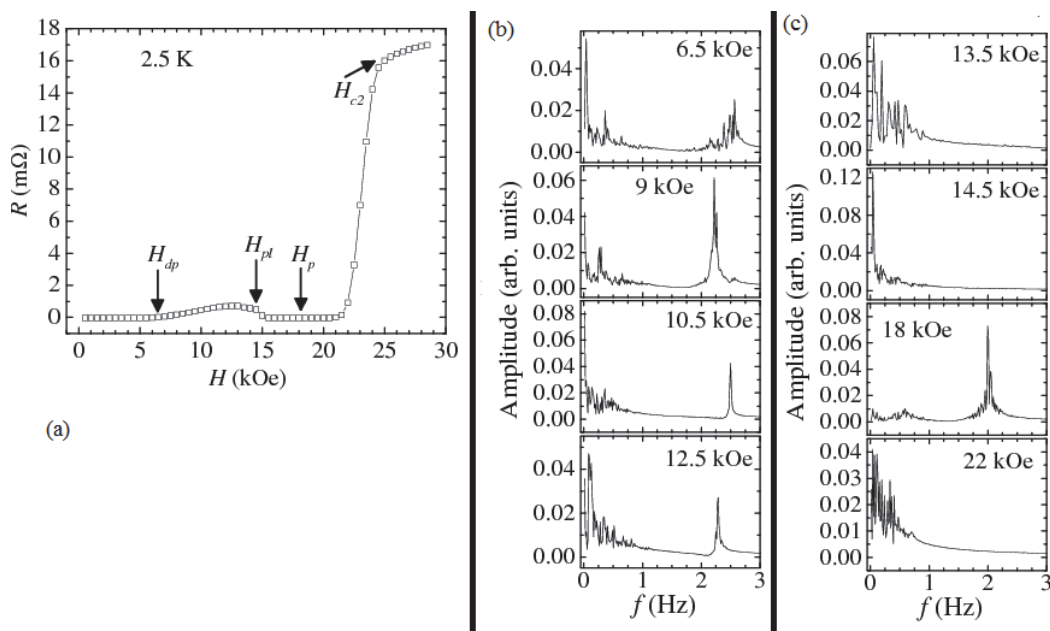 (a)
2.5 K
R (mΩ)
18
16
14
12
10
8
6
4
2
0
H_{c2}
H_{dp}
H_{pl}
H_p
0 5 10 15 20 25 30
H (kOe)
(b)
Amplitude (arb. units)
6.5 kOe
0.04
0.02
0.00
9 kOe
0.06
0.04
0.02
0.00
10.5 kOe
0.08
0.06
0.04
0.02
0.00
12.5 kOe
0.04
0.02
0.00
0 1 2 3
f (Hz)
(c)
Amplitude (arb. units)
13.5 kOe
0.06
0.04
0.02
0.00
14.5 kOe
0.12
0.08
0.04
0.00
18 kOe
0.08
0.06
0.04
0.02
0.00
22 kOe
0.04
0.03
0.02
0.01
0.00
0 1 2 3
f (Hz)